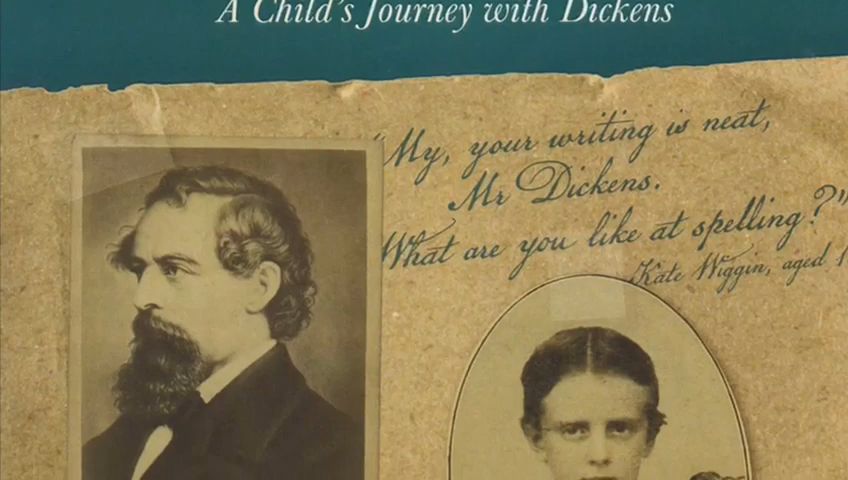 A Child's Journey with Dickens
"My, your writing is neat,
Mr Dickens.
What are you like at spelling?"
Kate Wiggin, aged 1